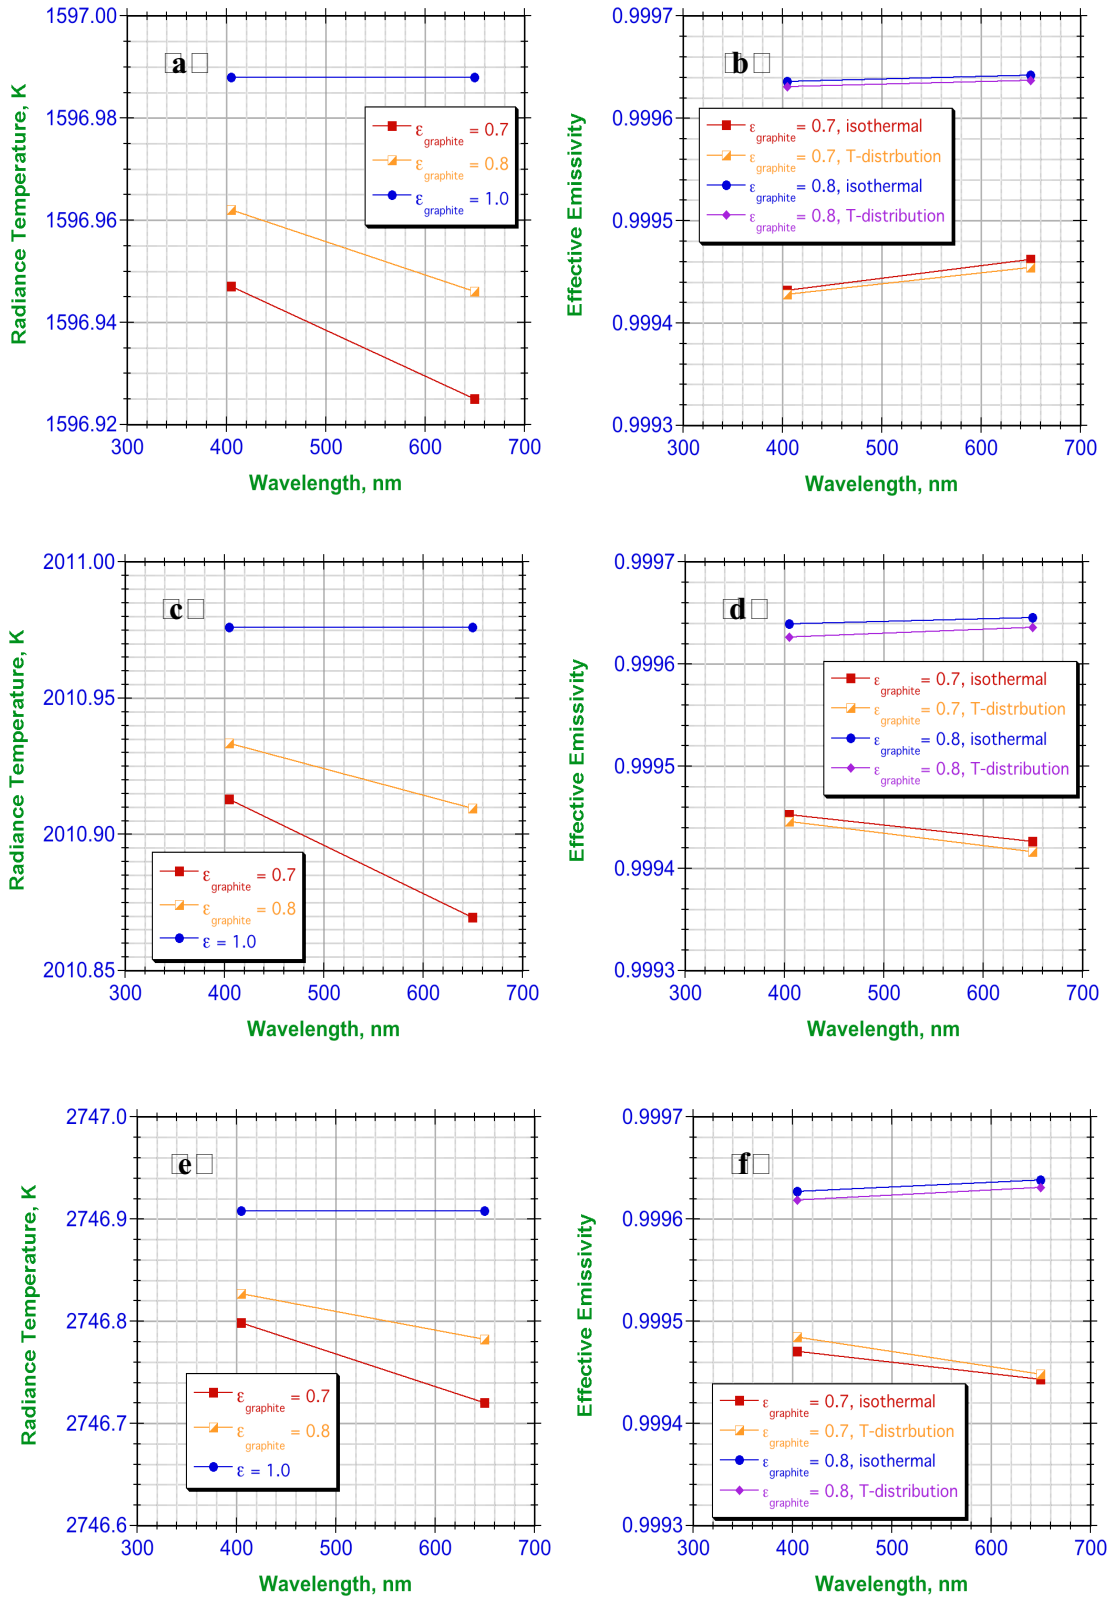 1597.00
1596.98
1596.96
1596.94
1596.92
Radiance Temperature, K
a
ε graphite = 0.7
ε graphite = 0.8
ε graphite = 1.0
300 400 500 600 700
Wavelength, nm
0.9997
0.9996
0.9995
0.9994
0.9993
Effective Emissivity
b
ε graphite = 0.7, isothermal
ε graphite = 0.7, T-distrbution
ε graphite = 0.8, isothermal
ε graphite = 0.8, T-distribution
300 400 500 600 700
Wavelength, nm
2011.00
2010.95
2010.90
2010.85
Radiance Temperature, K
c
ε graphite = 0.7
ε graphite = 0.8
ε = 1.0
300 400 500 600 700
Wavelength, nm
0.9997
0.9996
0.9995
0.9994
0.9993
Effective Emissivity
d
ε graphite = 0.7, isothermal
ε graphite = 0.7, T-distrbution
ε graphite = 0.8, isothermal
ε graphite = 0.8, T-distribution
300 400 500 600 700
Wavelength, nm
2747.0
2746.9
2746.8
2746.7
2746.6
Radiance Temperature, K
e
ε graphite = 0.7
ε graphite = 0.8
ε = 1.0
300 400 500 600 700
Wavelength, nm
0.9997
0.9996
0.9995
0.9994
0.9993
Effective Emissivity
f
ε graphite = 0.7, isothermal
ε graphite = 0.7, T-distrbution
ε graphite = 0.8, isothermal
ε graphite = 0.8, T-distribution
300 400 500 600 700
Wavelength, nm